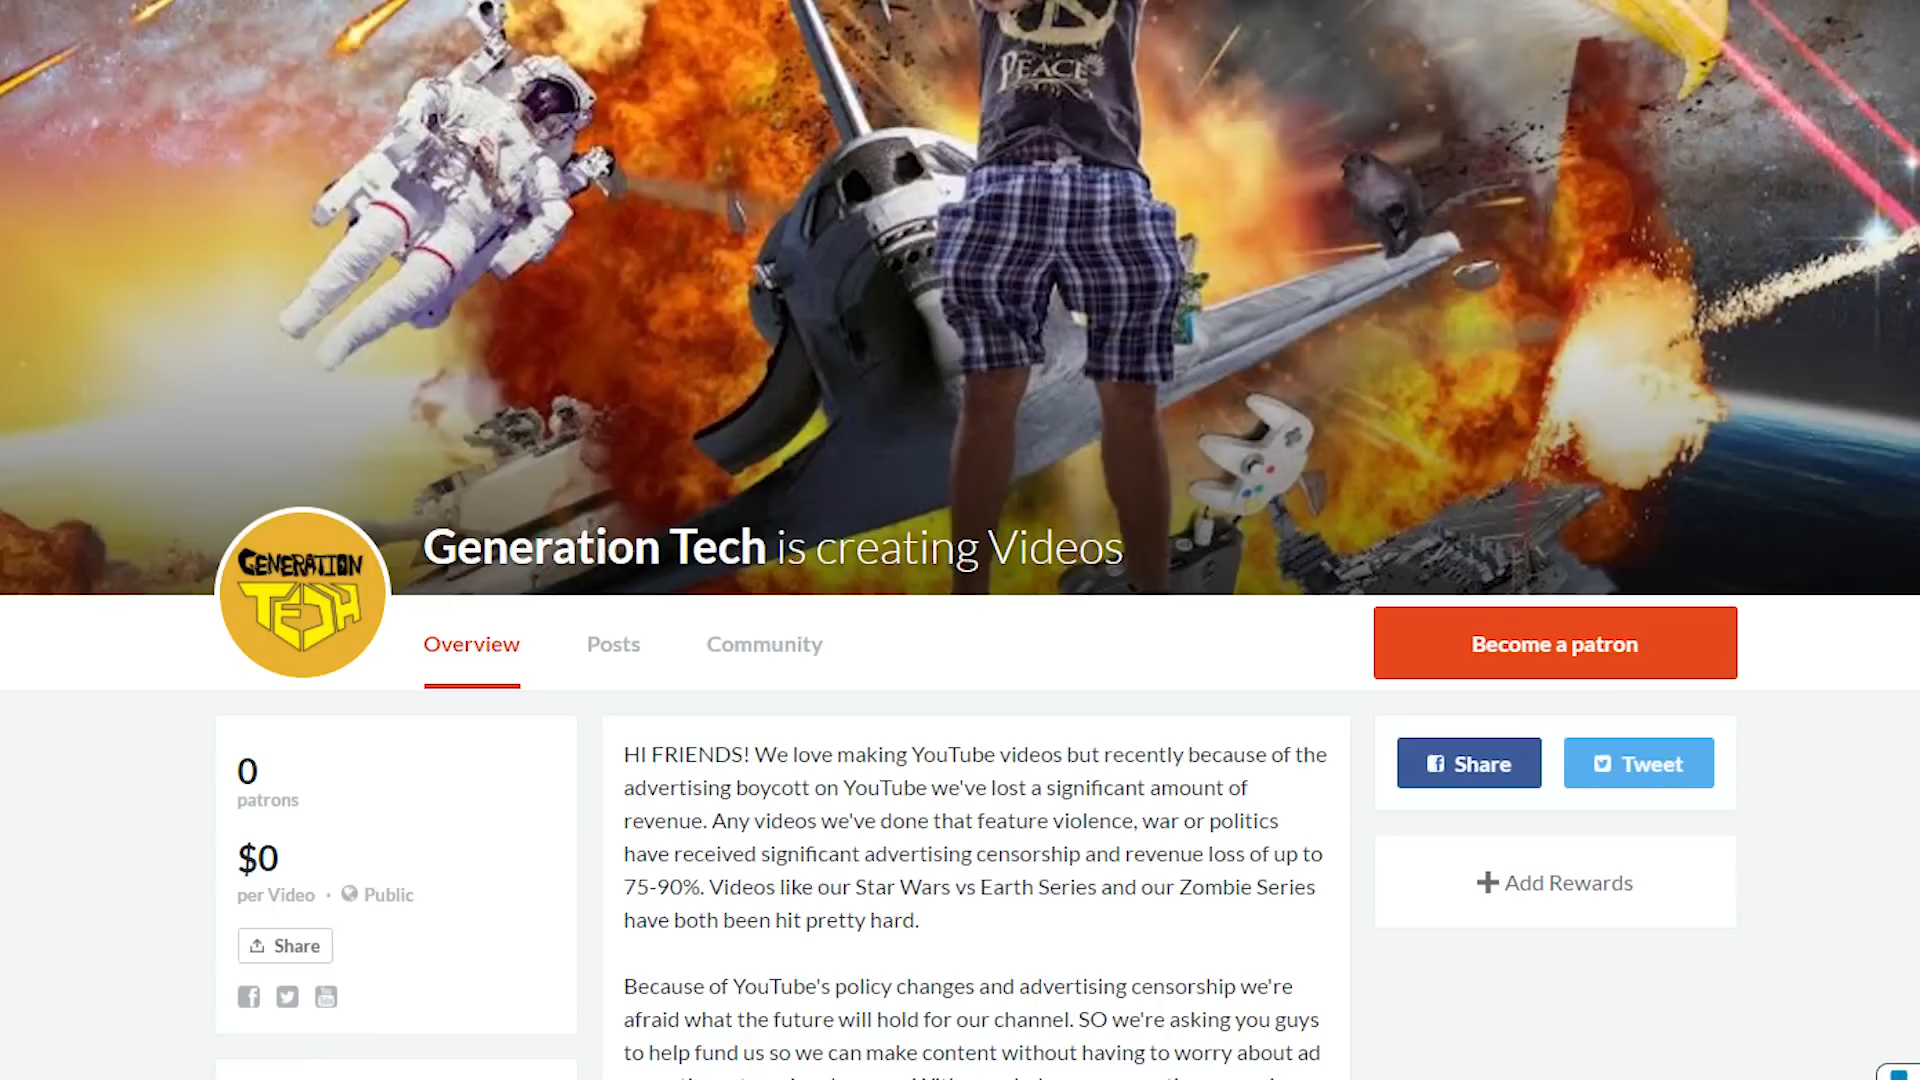 PEACE
GENERATION
TECH
Generation Tech is creating Videos
Overview
Posts
Community
Become a patron
0
patrons
$0
per Video · Public
Share
You
Tube
HI FRIENDS! We love making YouTube videos but recently because of the
advertising boycott on YouTube we've lost a significant amount of
revenue. Any videos we've done that feature violence, war or politics
have received significant advertising censorship and revenue loss of up to
75-90%. Videos like our Star Wars vs Earth Series and our Zombie Series
have both been hit pretty hard.
Because of YouTube's policy changes and advertising censorship we're
afraid what the future will hold for our channel. SO we're asking you guys
to help fund us so we can make content without having to worry about ad
Share
Tweet
Add Rewards